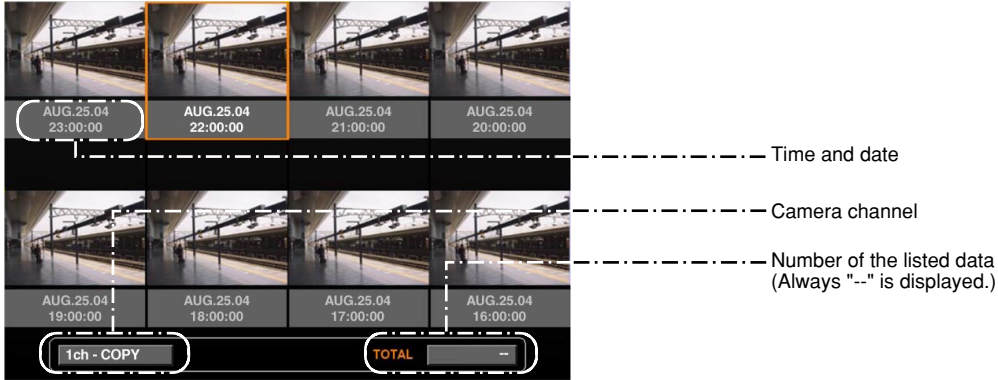 AUG.25.04 AUG.25.04 AUG.25.04 AUG.25.04
23:00:00 22:00:00 21:00:00 20:00:00
Time and date
Camera channel
Number of the listed data
(Always "--" is displayed.)
AUG.25.04 AUG.25.04 AUG.25.04 AUG.25.04
19:00:00 18:00:00 17:00:00 16:00:00
1ch - COPY TOTAL --